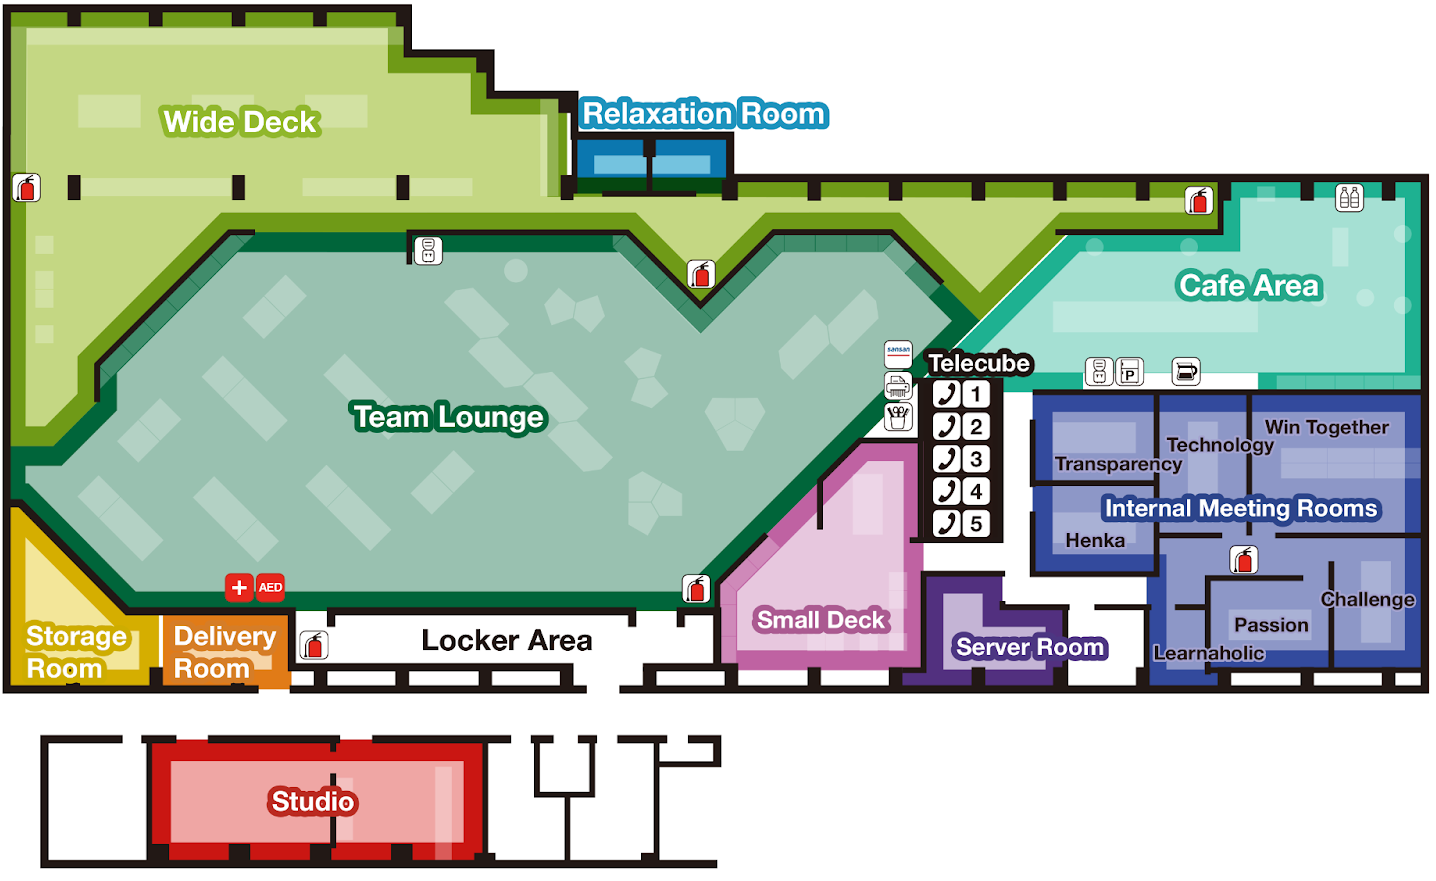 Relaxation Room
Wide Deck
Cafe Area
sansan
Telecube
P
1
2
3
4
5
Team Lounge
Win Together
Technology
Transparency
Internal Meeting Rooms
Henka
AED
Challenge
Small Deck
Passion
Storage
Room
Delivery
Room
Locker Area
Server Room
Learnaholic
Studio